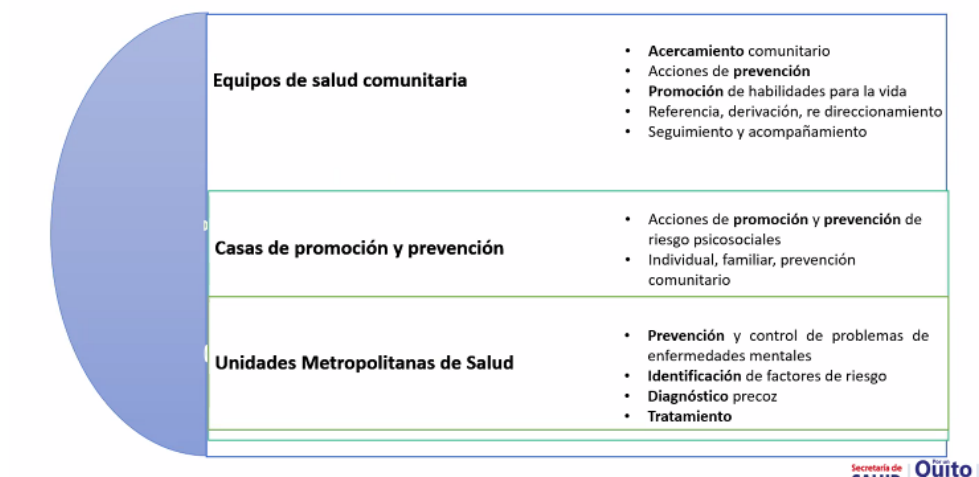 Equipos de salud comunitaria
• Acercamiento comunitario
• Acciones de prevención
• Promoción de habilidades para la vida
• Referencia, derivación, re direccionamiento
• Seguimiento y acompañamiento
Casas de promoción y prevención
• Acciones de promoción y prevención de
riesgo psicosociales
• Individual, familiar, prevención
comunitario
Unidades Metropolitanas de Salud
• Prevención y control de problemas de
enfermedades mentales
• Identificación de factores de riesgo
• Diagnóstico precoz
• Tratamiento
Secretaría de
SALUD
Por un
Quito